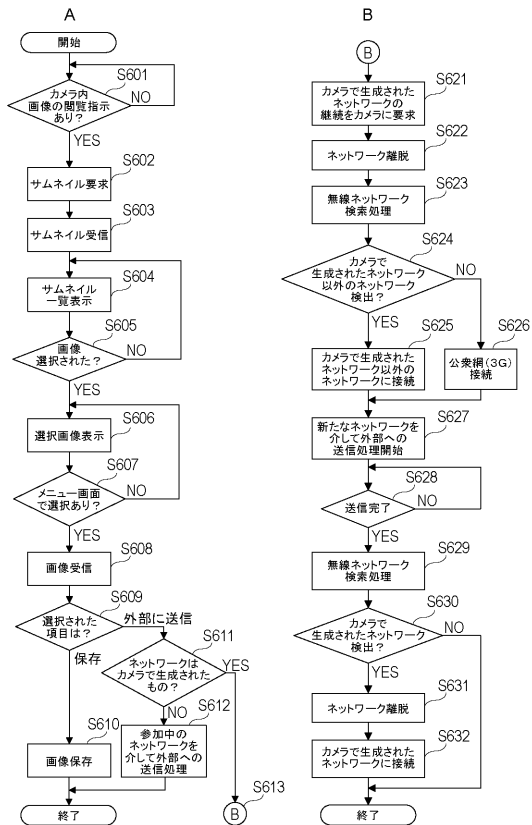 A
開始
S601
カメラ内
画像の閲覧指示
あり?
NO
YES
S602
サムネイル要求
S603
サムネイル受信
S604
サムネイル
一覧表示
S605
画像
選択された?
NO
YES
S606
選択画像表示
S607
メニュー画面
で選択あり?
NO
YES
S608
画像受信
S609
選択された
項目は?
外部に送信
保存
S611
ネットワークは
カメラで生成された
もの?
YES
NO
S612
参加中の
ネットワークを
介して外部への
送信処理
S610
画像保存
S613
B
終了
B
B
S621
カメラで生成された
ネットワークの
継続をカメラに要求
S622
ネットワーク離脱
S623
無線ネットワーク
検索処理
S624
カメラで
生成されたネットワーク
以外のネットワーク
検出?
NO
YES
S625
カメラで生成された
ネットワーク以外の
ネットワークに接続
S626
公衆網(3G)
接続
S627
新たなネットワークを
介して外部への
送信処理開始
S628
送信完了
NO
YES
S629
無線ネットワーク
検索処理
S630
カメラで
生成されたネットワーク
検出?
NO
YES
S631
ネットワーク離脱
S632
カメラで生成された
ネットワークに接続
終了